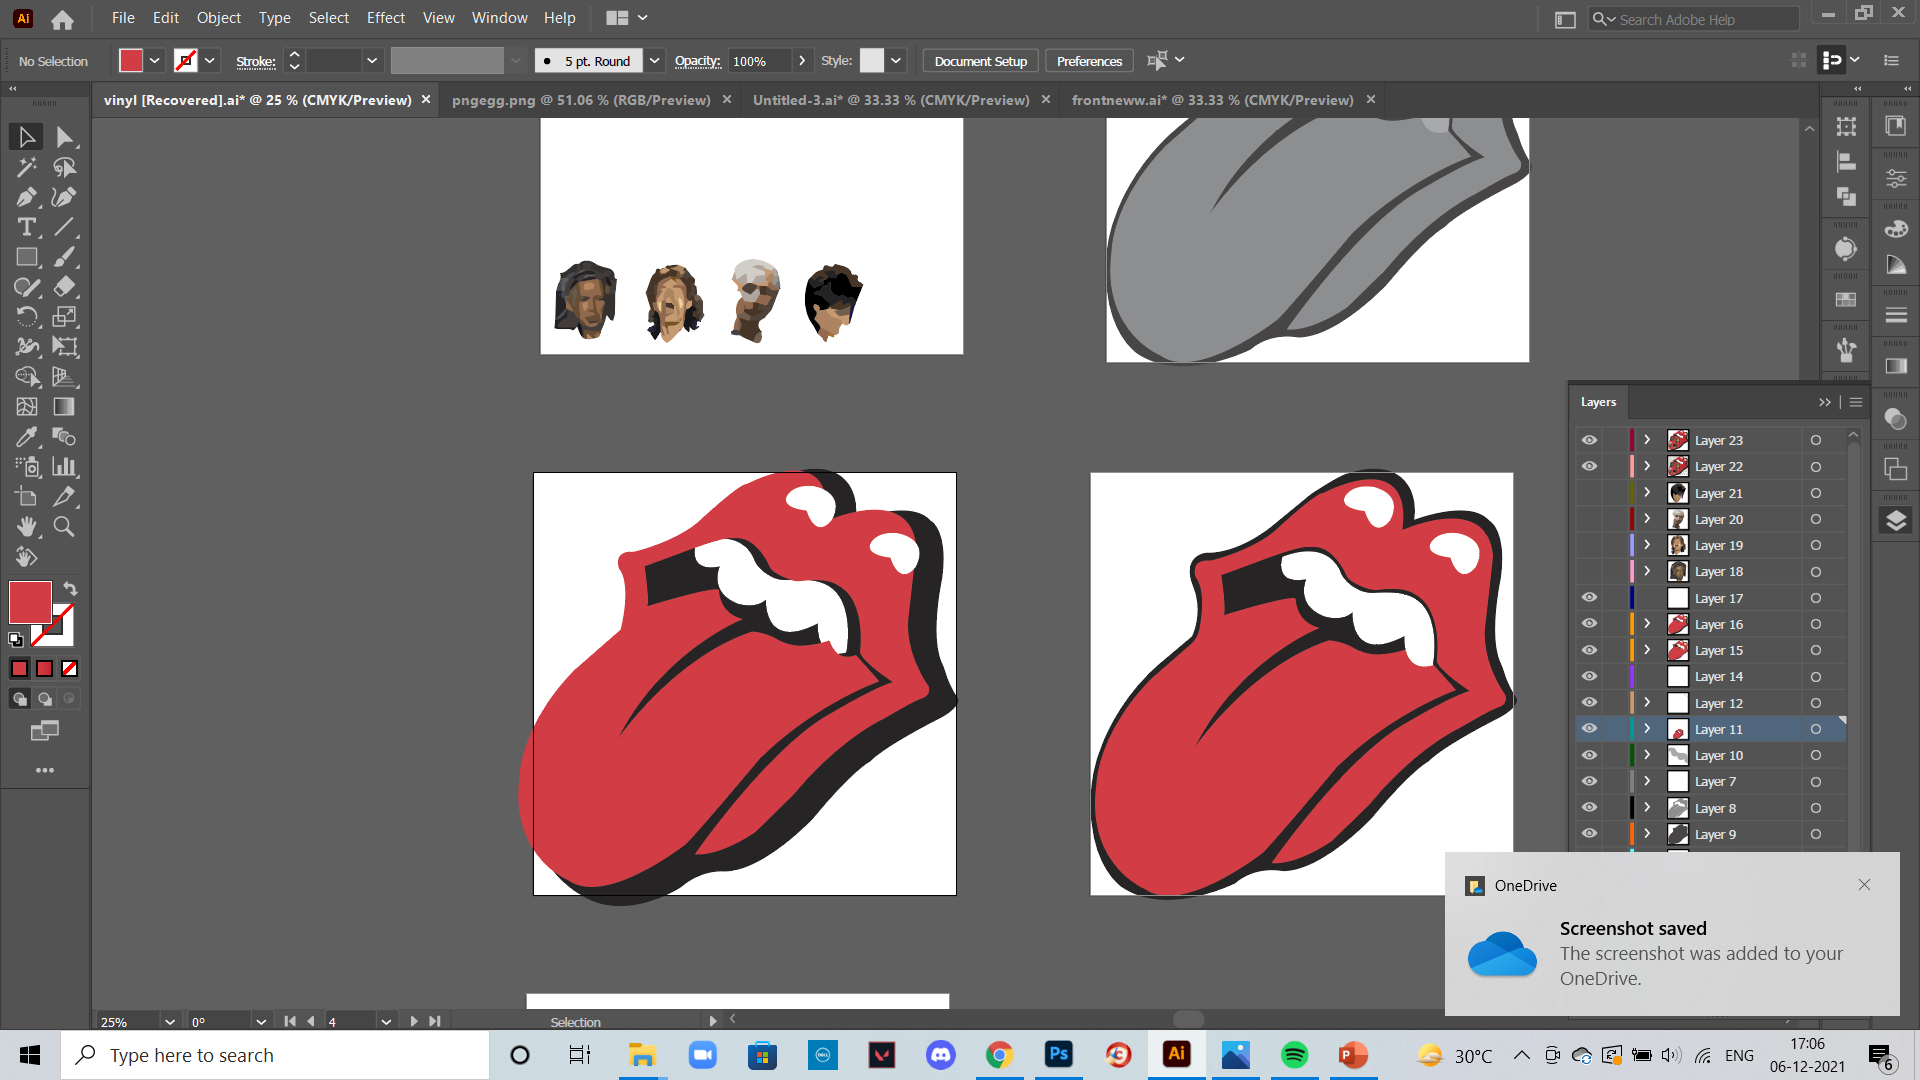 Ai File Edit Object Type Select Effect View Window Help Search Adobe Help
No Selection Stroke: 5 pt. Round Opacity: 100% Style: Document Setup Preferences
vinyl [Recovered].ai* @ 25 % (CMYK/Preview) pngegg.png @ 51.06 % (RGB/Preview) Untitled-3.ai* @ 33.33 % (CMYK/Preview) frontneww.ai* @ 33.33 % (CMYK/Preview)
Layers
Layer 23
Layer 22
Layer 21
Layer 20
Layer 19
Layer 18
Layer 17
Layer 16
Layer 15
Layer 14
Layer 12
Layer 11
Layer 10
Layer 7
Layer 8
Layer 9
OneDrive
Screenshot saved
The screenshot was added to your
OneDrive.
25% 0° 4 Selection
Type here to search
DELL
Ps
Ai
P
30°C
ENG
17:06
06-12-2021
6